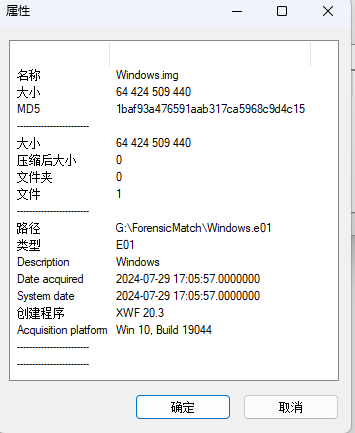 属性
名称 Windows.img
大小 64 424 509 440
MD5 1baf93a476591aab317ca5968c9d4c15
------------------------
大小 64 424 509 440
压缩后大小 0
文件夹 0
文件 1
------------------------
路径 G:\ForensicMatch\Windows.e01
类型 E01
Description Windows
Date acquired 2024-07-29 17:05:57.0000000
System date 2024-07-29 17:05:57.0000000
创建程序 XWF 20.3
Acquisition platform Win 10, Build 19044
------------------------
------------------------
确定 取消